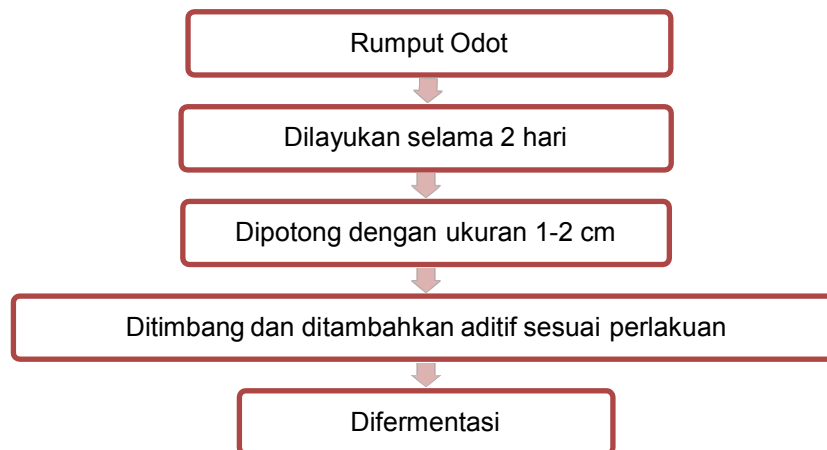 Rumput Odot
Dilayukan selama 2 hari
Dipotong dengan ukuran 1-2 cm
Ditimbang dan ditambahkan aditif sesuai perlakuan
Difermentasi